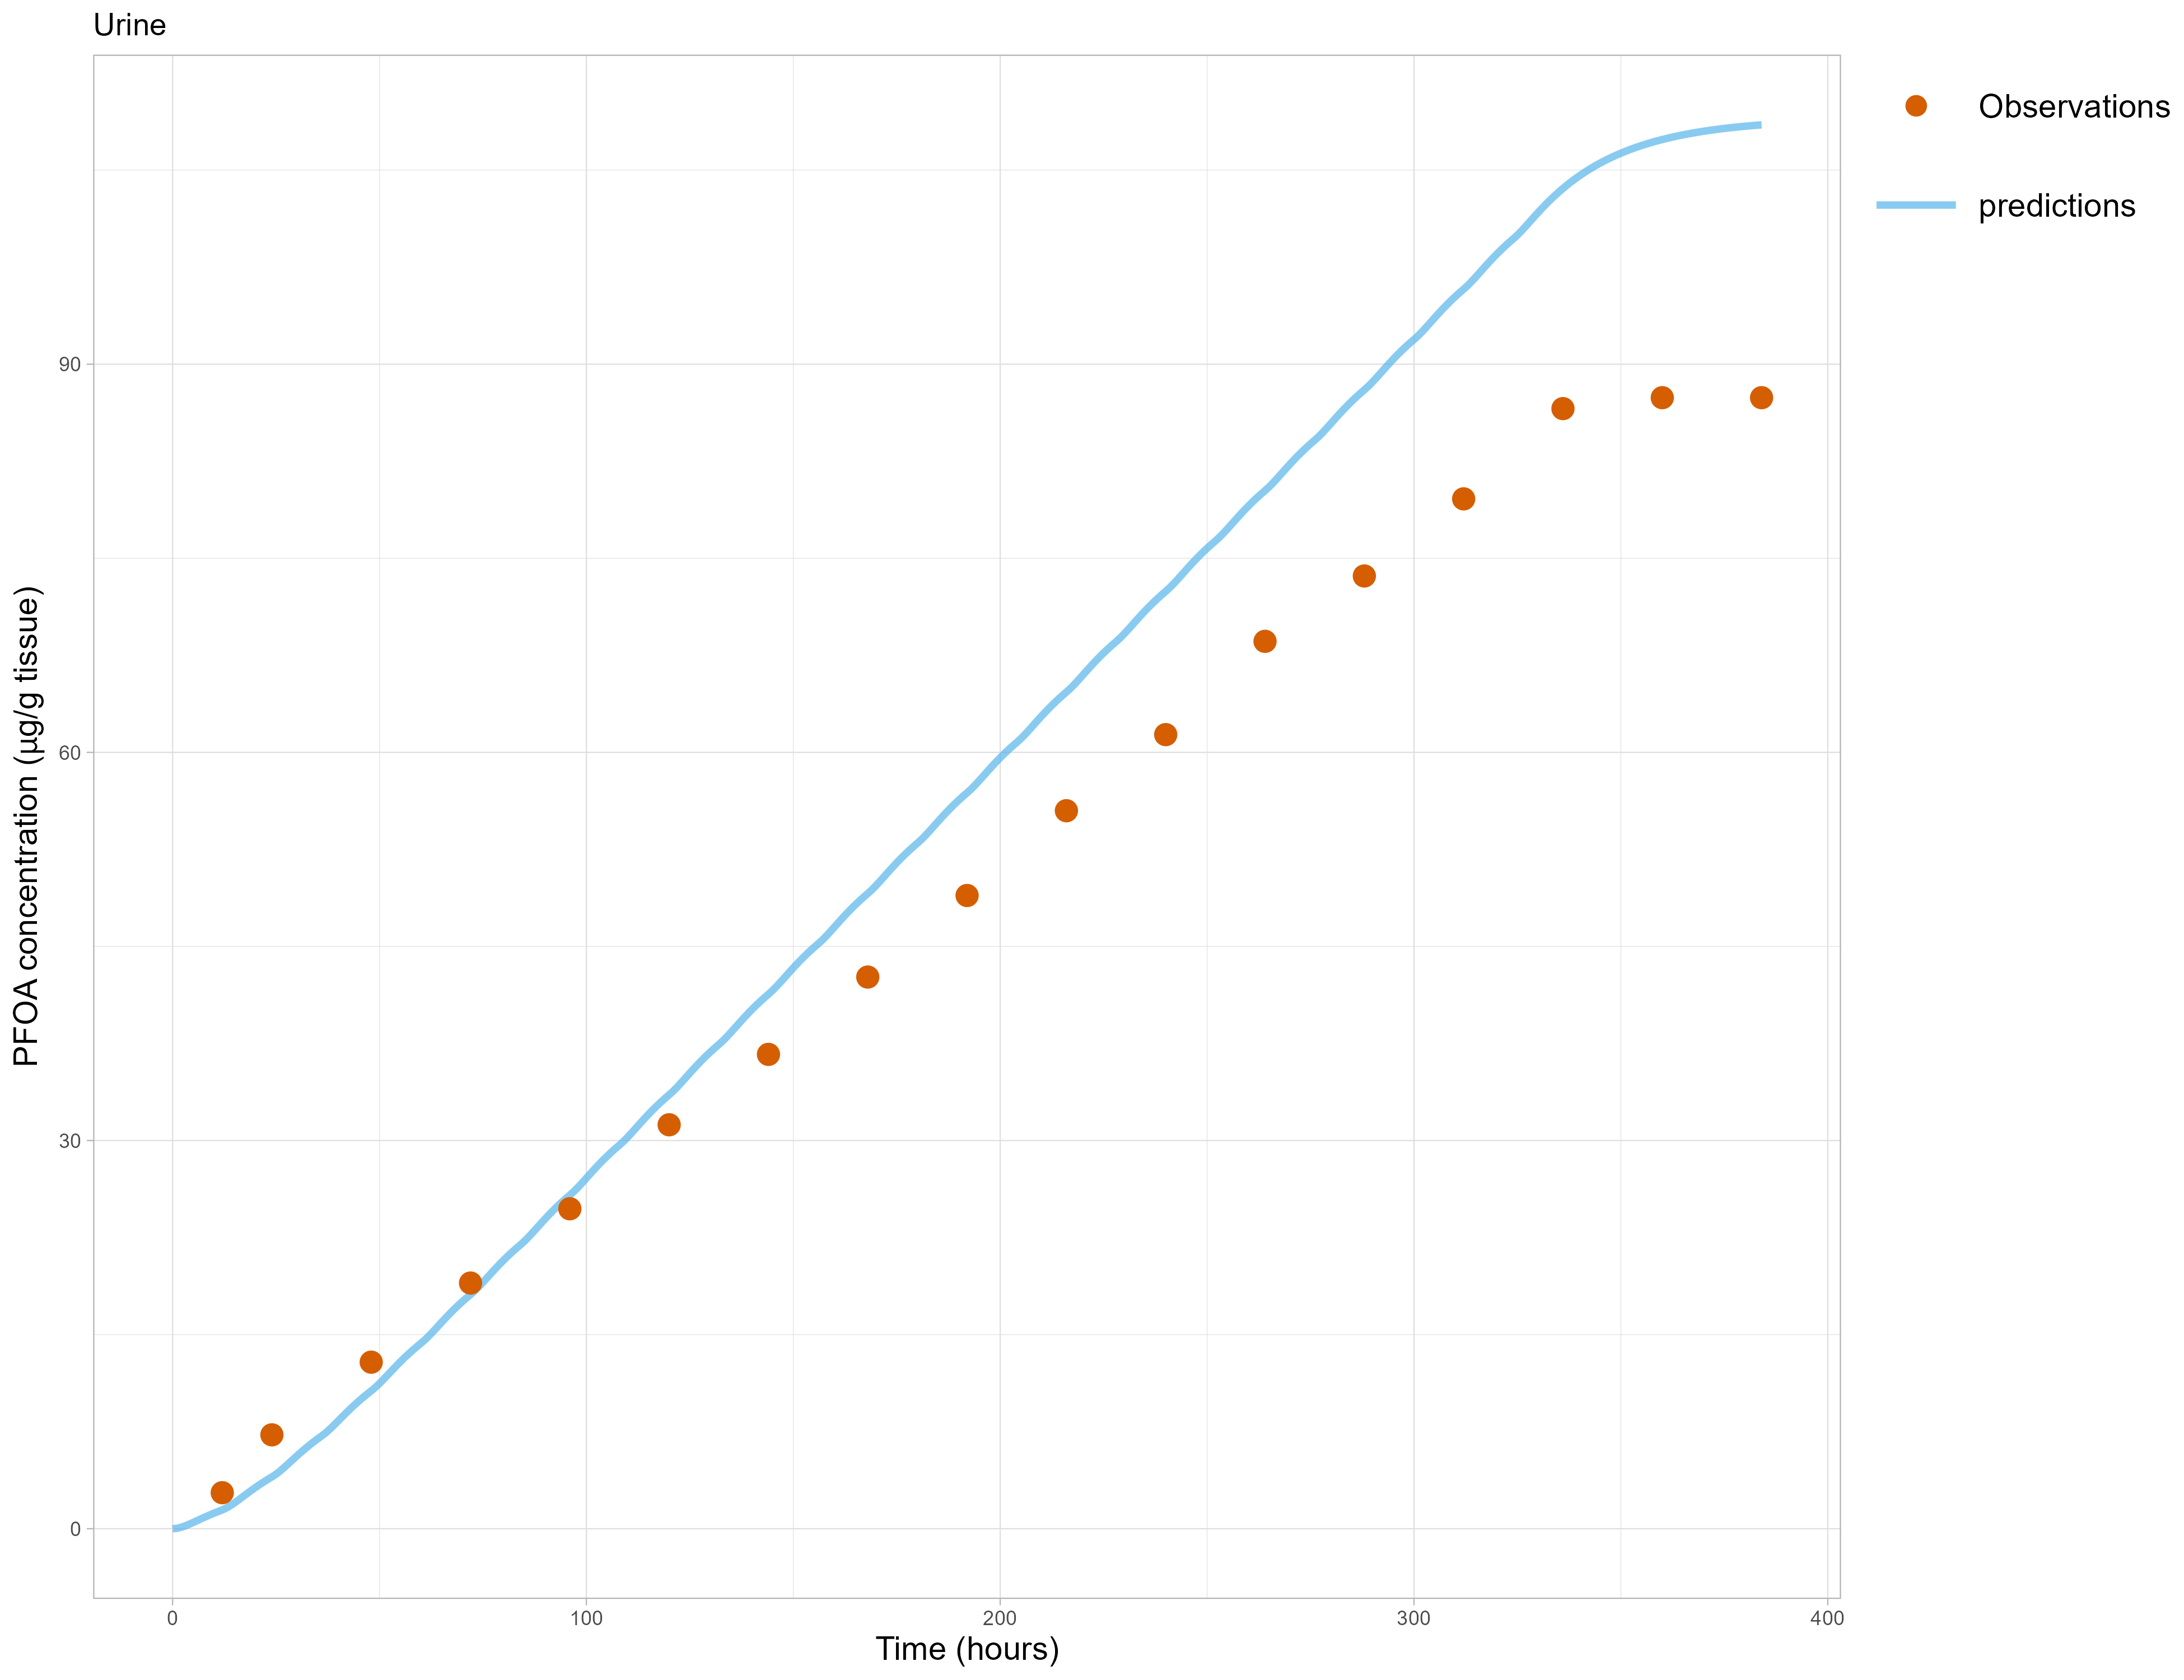 Urine
Observations
predictions
PFOA concentration (µg/g tissue)
90
60
30
0
0 100 200 300 400
Time (hours)